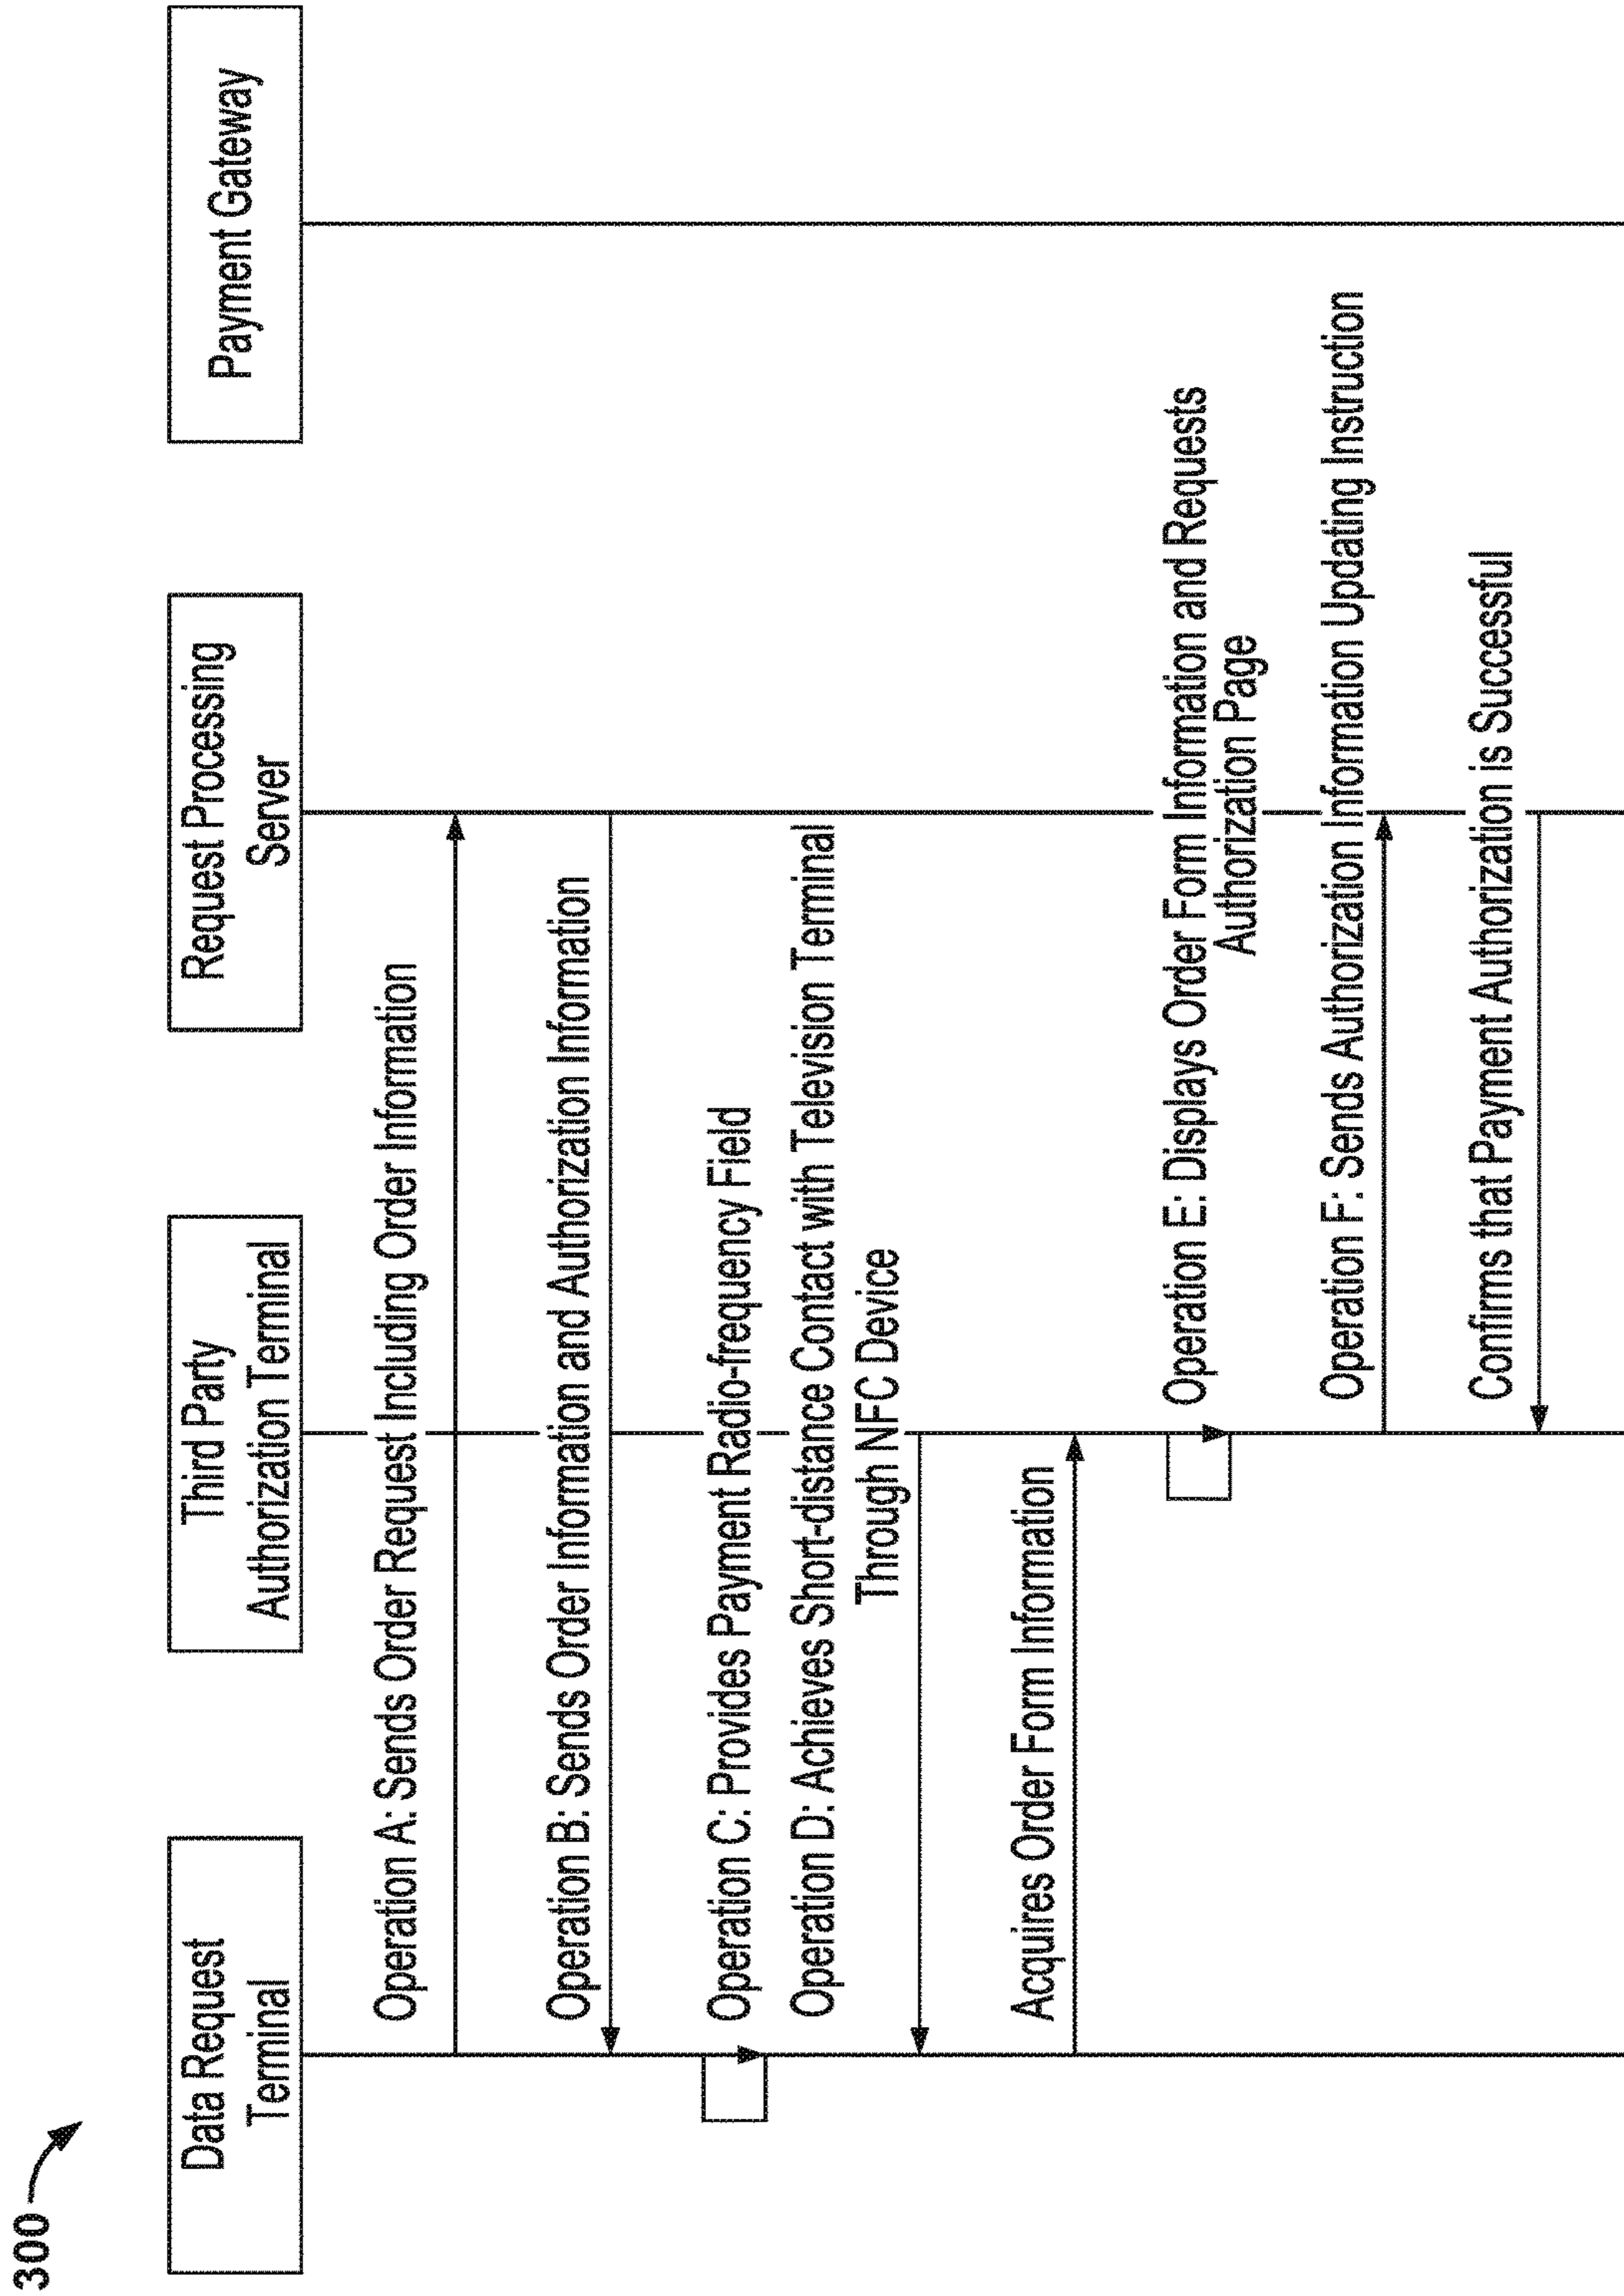 300
Data Request
Terminal
Third Party
Authorization Terminal
Request Processing
Server
Payment Gateway
Operation A: Sends Order Request Including Order Information
Operation B: Sends Order Information and Authorization Information
Operation C: Provides Payment Radio-frequency Field
Operation D: Achieves Short-distance Contact with Television Terminal
Through NFC Device
Acquires Order Form Information
Operation E: Displays Order Form Information and Requests
Authorization Page
Operation F: Sends Authorization Information Updating Instruction
Confirms that Payment Authorization is Successful